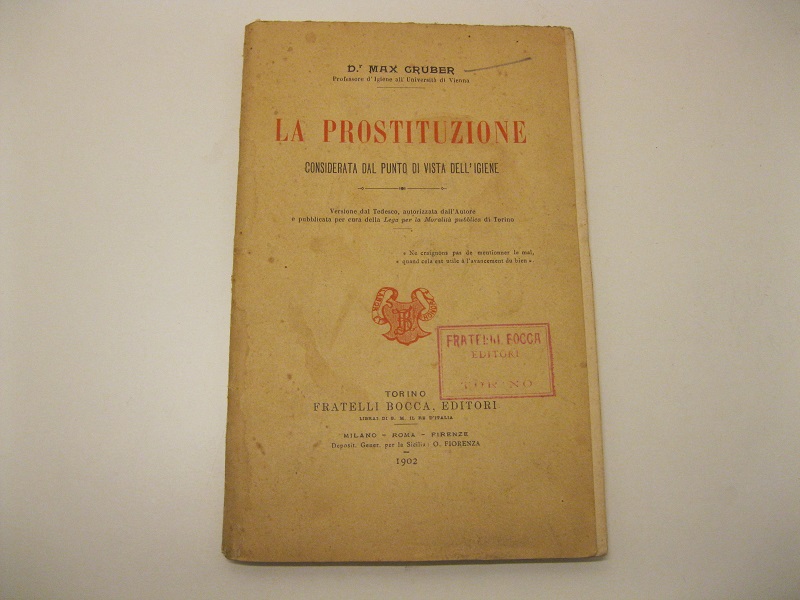 D.r MAX GRUBER
Professore d'Igiene all'Università di Vienna
LA PROSTITUZIONE
CONSIDERATA DAL PUNTO DI VISTA DELL'IGIENE
Versione dal Tedesco, autorizzata dall'Autore
e pubblicata per cura della Lega per la Moralità pubblica di Torino
« Ne craignons pas de mentionner le mal,
« quand cela est utile à l'avancement du bien »
FRATELLI BOCCA
EDITORI
TORINO
TORINO
FRATELLI BOCCA, EDITORI
LIBRAI DI S. M. IL RE D'ITALIA
MILANO - ROMA - FIRENZE
Deposit. Gener. per la Sicilia: O. FIORENZA
1902